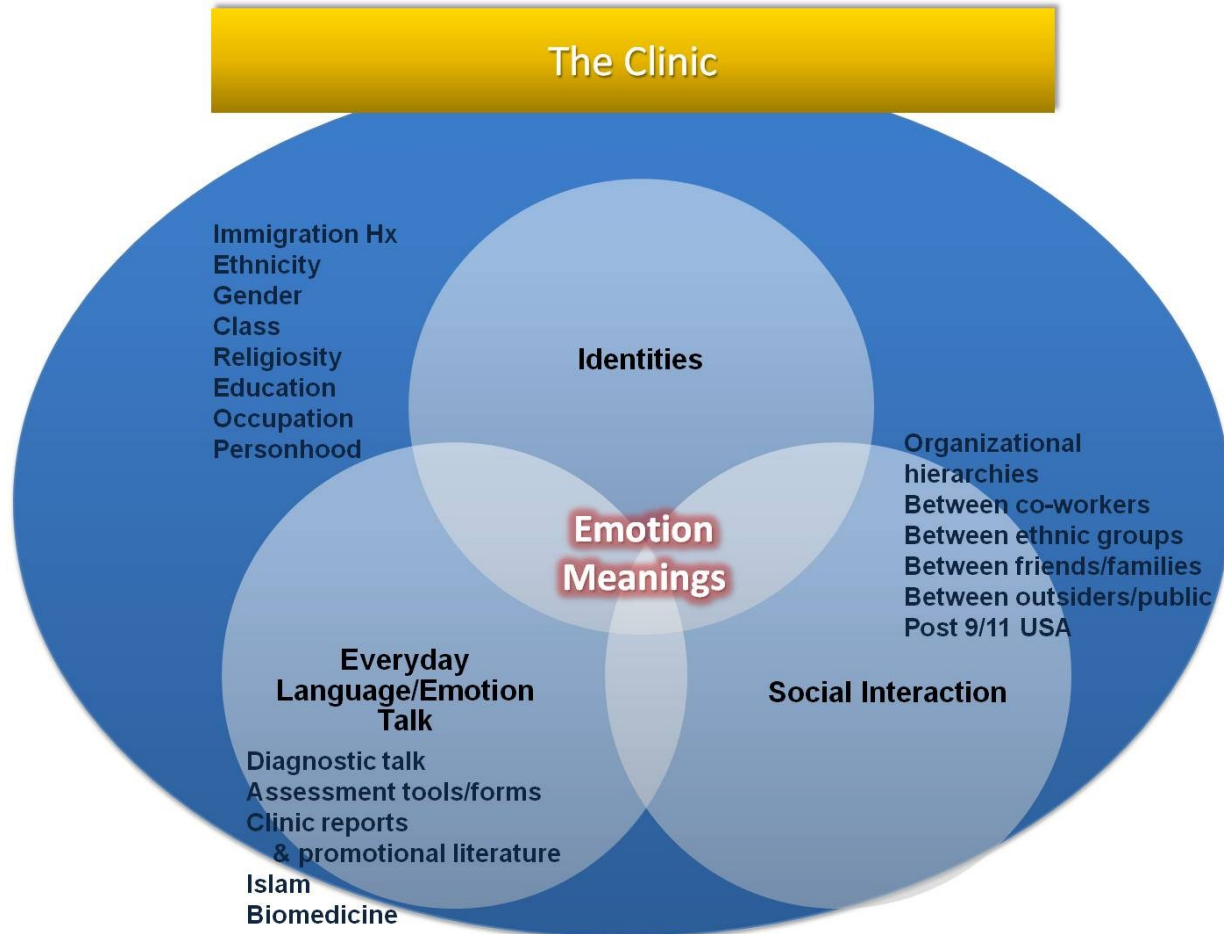 The Clinic
Immigration Hx
Ethnicity
Gender
Class
Religiosity
Education
Occupation
Personhood
Identities
Organizational
hierarchies
Between co-workers
Between ethnic groups
Between friends/families
Between outsiders/public
Post 9/11 USA
Emotion
Meanings
Everyday
Language/Emotion
Talk
Social Interaction
Diagnostic talk
Assessment tools/forms
Clinic reports
& promotional literature
Islam
Biomedicine